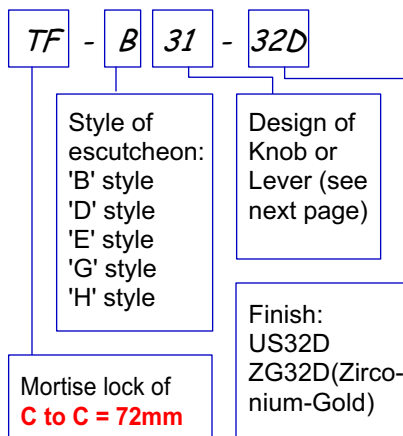 TF - B 31 - 32D
Style of
escutcheon:
'B' style
'D' style
'E' style
'G' style
'H' style
Design of
Knob or
Lever (see
next page)
Finish:
US32D
ZG32D(Zirco-
nium-Gold)
Mortise lock of
C to C = 72mm